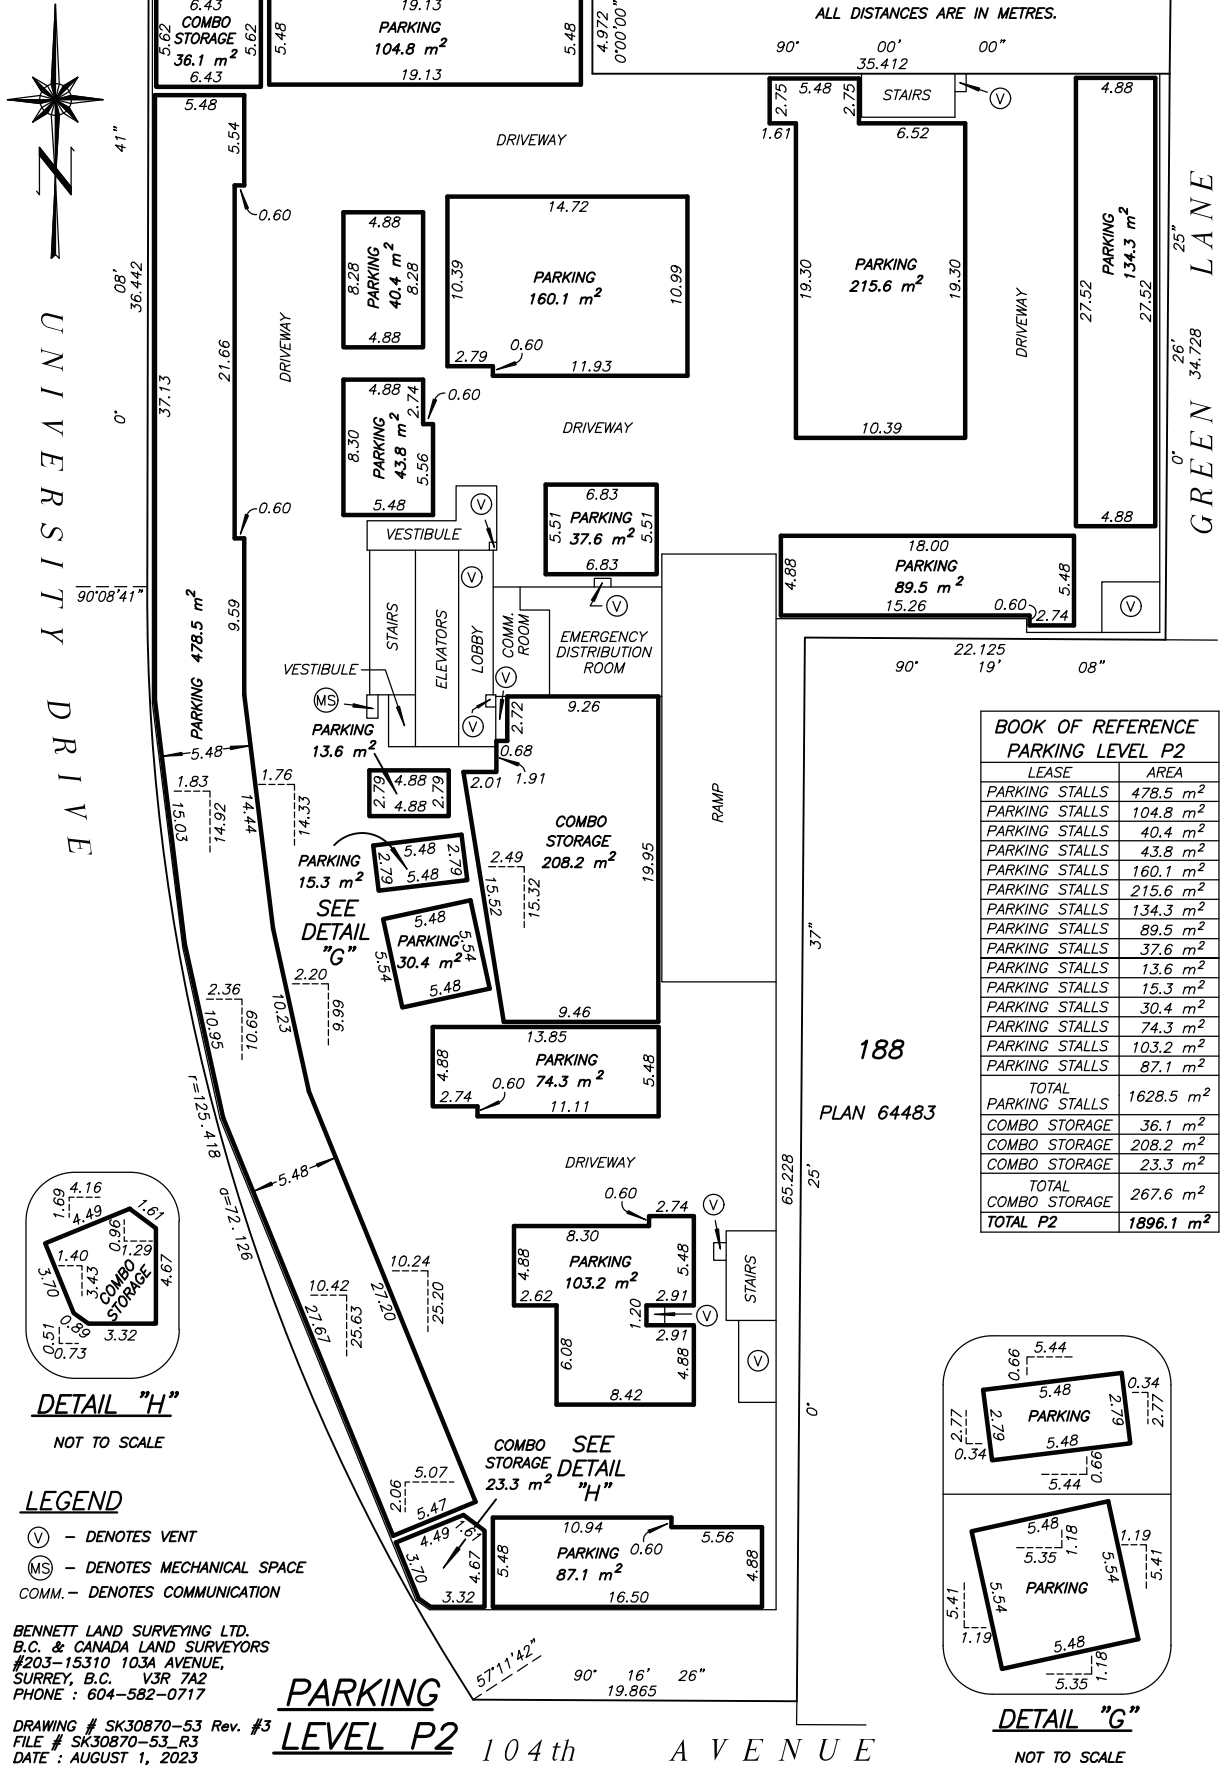 6.43
COMBO
STORAGE
36.1 m²
5.62
5.62
6.43
19.13
PARKING
104.8 m²
5.48
5.48
19.13
4.972
0°00'00"
ALL DISTANCES ARE IN METRES.
90° 00' 00"
35.412
5.48
5.54
41"
DRIVEWAY
2.75
5.48
2.75
STAIRS
V
1.61
6.52
4.88
0.60
14.72
4.88
PARKING
40.4 m²
8.28
8.28
4.88
PARKING
160.1 m²
10.39
10.99
2.79
0.60
11.93
PARKING
215.6 m²
19.30
19.30
10.39
DRIVEWAY
PARKING
134.3 m²
27.52
27.52
4.88
25"
26'
34.728
0°
GREEN LANE
08'
36.442
0°
UNIVERSITY DRIVE
37.13
21.66
DRIVEWAY
4.88
2.74
0.60
8.30
PARKING
43.8 m²
5.56
5.48
DRIVEWAY
0.60
VESTIBULE
V
6.83
5.51
PARKING
37.6 m²
5.51
6.83
V
V
18.00
PARKING
89.5 m²
4.88
5.48
15.26
0.60
2.74
V
90°08'41"
PARKING 478.5 m²
9.59
STAIRS
ELEVATORS
LOBBY
COMM.
ROOM
EMERGENCY
DISTRIBUTION
ROOM
VESTIBULE
MS
V
V
22.125
90° 19' 08"
PARKING
13.6 m²
2.79
4.88
2.79
4.88
9.26
2.72
0.68
1.91
2.01
5.48
1.83
15.03
14.92
1.76
14.44
14.33
COMBO
STORAGE
208.2 m²
2.49
15.52
15.32
19.95
9.46
RAMP
PARKING
15.3 m²
5.48
2.79
2.79
5.48
SEE
DETAIL
"G"
5.48
PARKING
30.4 m²
5.54
5.54
5.48
37"
2.36
10.95
10.69
2.20
10.23
9.99
13.85
4.88
PARKING
74.3 m²
5.48
2.74
0.60
11.11
188
PLAN 64483
BOOK OF REFERENCE
PARKING LEVEL P2
LEASE AREA
PARKING STALLS 478.5 m²
PARKING STALLS 104.8 m²
PARKING STALLS 40.4 m²
PARKING STALLS 43.8 m²
PARKING STALLS 160.1 m²
PARKING STALLS 215.6 m²
PARKING STALLS 134.3 m²
PARKING STALLS 89.5 m²
PARKING STALLS 37.6 m²
PARKING STALLS 13.6 m²
PARKING STALLS 15.3 m²
PARKING STALLS 30.4 m²
PARKING STALLS 74.3 m²
PARKING STALLS 103.2 m²
PARKING STALLS 87.1 m²
TOTAL
PARKING STALLS 1628.5 m²
COMBO STORAGE 36.1 m²
COMBO STORAGE 208.2 m²
COMBO STORAGE 23.3 m²
TOTAL
COMBO STORAGE 267.6 m²
TOTAL P2 1896.1 m²
r=125.418
a=72.126
5.48
DRIVEWAY
65.228
25'
0°
0.60
2.74
V
8.30
4.88
PARKING
103.2 m²
5.48
2.62
2.91
1.20
V
2.91
6.08
4.88
8.42
STAIRS
V
10.42
27.67
25.63
10.24
27.20
25.20
1.69
4.16
4.49
1.61
0.96
1.29
1.40
3.70
3.43
COMBO
STORAGE
4.67
0.89
0.51
0.73
3.32
DETAIL "H"
NOT TO SCALE
COMBO
STORAGE
23.3 m²
SEE
DETAIL
"H"
2.06
5.07
5.47
4.49
1.61
3.70
4.67
3.32
10.94
0.60
5.56
5.48
PARKING
87.1 m²
4.88
16.50
0.66
5.44
5.48
0.34
2.77
2.77
2.79
PARKING
2.79
5.48
0.34
0.66
5.44
5.48
1.18
5.35
1.19
5.41
5.54
PARKING
5.54
5.41
1.19
5.48
1.18
5.35
DETAIL "G"
NOT TO SCALE
LEGEND
V – DENOTES VENT
MS – DENOTES MECHANICAL SPACE
COMM. – DENOTES COMMUNICATION
BENNETT LAND SURVEYING LTD.
B.C. & CANADA LAND SURVEYORS
#203–15310 103A AVENUE,
SURREY, B.C. V3R 7A2
PHONE : 604–582–0717
DRAWING # SK30870–53 Rev. #3
FILE # SK30870–53_R3
DATE : AUGUST 1, 2023
PARKING
LEVEL P2
57°11'42"
90° 16' 26"
19.865
104th AVENUE